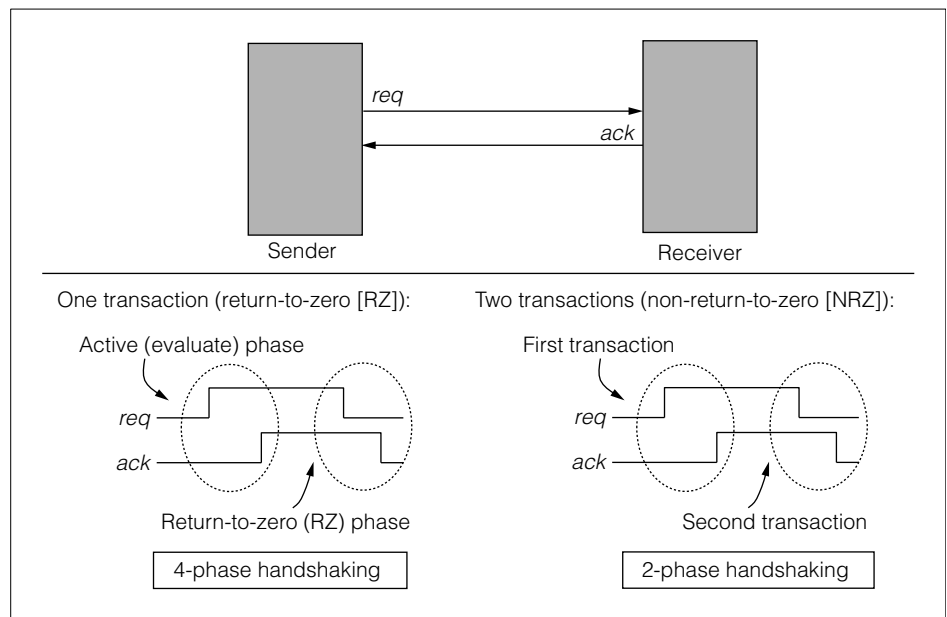 req
ack
Sender
Receiver
One transaction (return-to-zero [RZ]):
Active (evaluate) phase
req
ack
Return-to-zero (RZ) phase
4-phase handshaking
Two transactions (non-return-to-zero [NRZ]):
First transaction
req
ack
Second transaction
2-phase handshaking